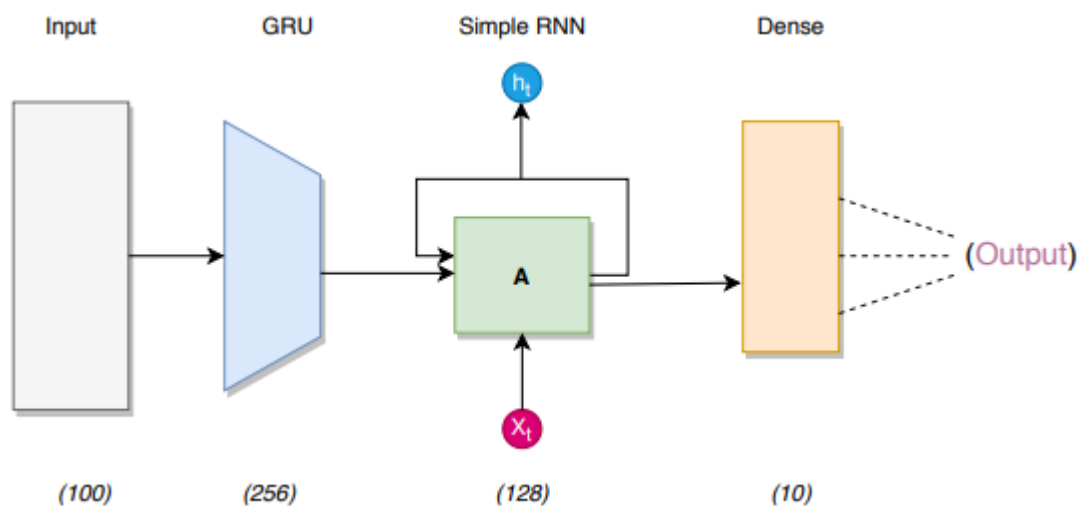 Input GRU Simple RNN Dense
ht
A
(Output)
Xt
(100) (256) (128) (10)